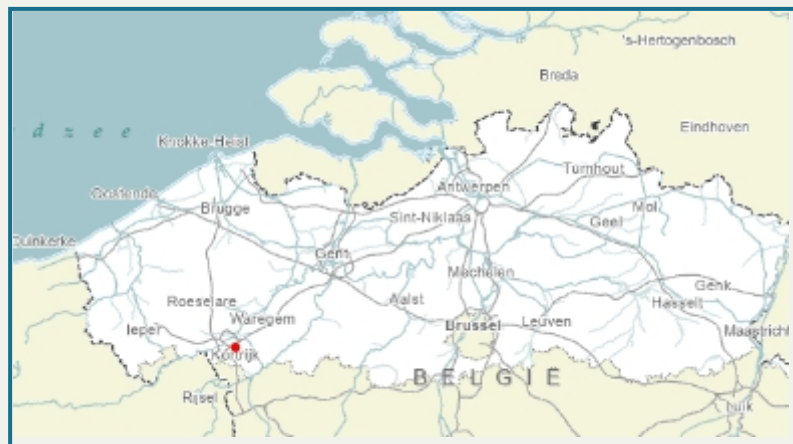 's-Hertogenbosch
Breda
Eindhoven
d z e e
Knokke-Heist
Turnhout
Antwerpen
Oostende
Brugge
Sint-Niklaas
Mol
Geel
Duinkerke
Gent
Mechelen
Genk
Roeselare
Aalst
Hasselt
Waregem
Ieper
Brussel
Leuven
Maastricht
Kortrijk
BELGIË
Rijsel
Luik